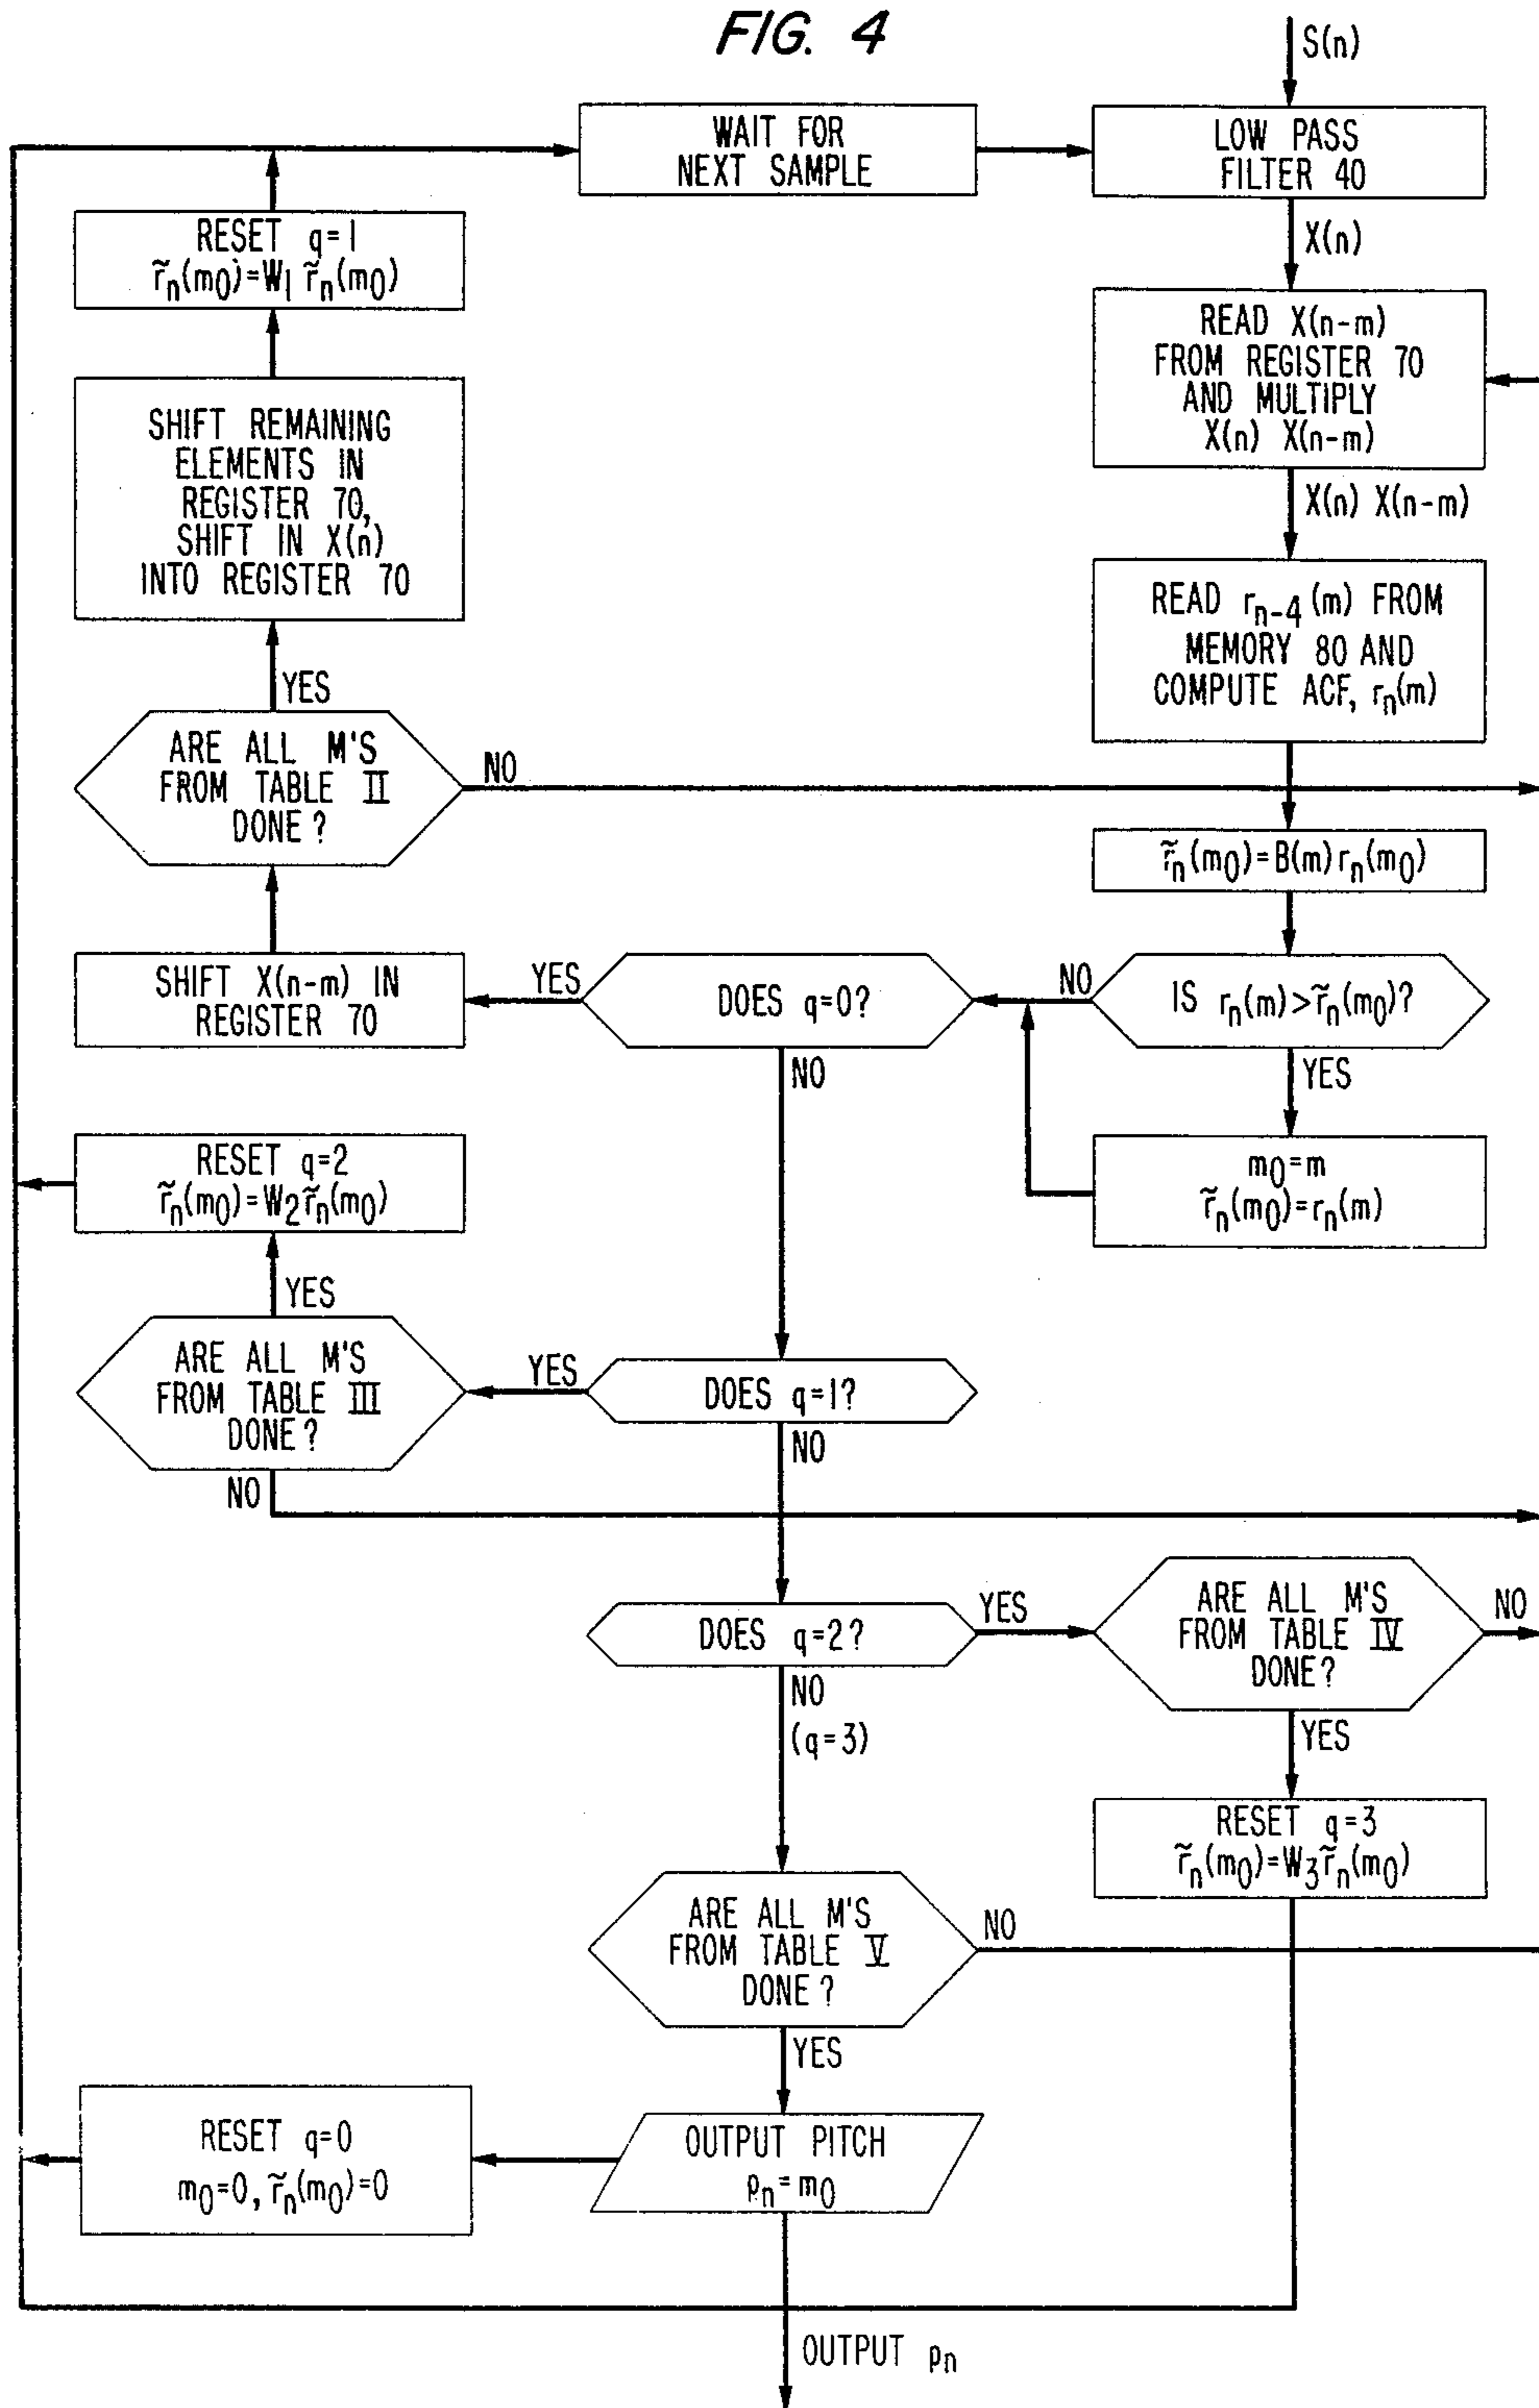 FIG. 4
S(n)
WAIT FOR
NEXT SAMPLE
LOW PASS
FILTER 40
X(n)
RESET q=1
r̃n(m0)=W1 r̃n(m0)
READ X(n-m)
FROM REGISTER 70
AND MULTIPLY
X(n) X(n-m)
X(n) X(n-m)
SHIFT REMAINING
ELEMENTS IN
REGISTER 70,
SHIFT IN X(n)
INTO REGISTER 70
READ rn-4(m) FROM
MEMORY 80 AND
COMPUTE ACF, rn(m)
YES
ARE ALL M'S
FROM TABLE II
DONE?
NO
r̃n(m0)=B(m)rn(m0)
SHIFT X(n-m) IN
REGISTER 70
YES
DOES q=0?
NO
IS rn(m)>r̃n(m0)?
NO
YES
m0=m
r̃n(m0)=rn(m)
RESET q=2
r̃n(m0)=W2r̃n(m0)
YES
ARE ALL M'S
FROM TABLE III
DONE?
YES
DOES q=1?
NO
NO
DOES q=2?
YES
ARE ALL M'S
FROM TABLE IV
DONE?
NO
NO
(q=3)
YES
RESET q=3
r̃n(m0)=W3r̃n(m0)
ARE ALL M'S
FROM TABLE V
DONE?
NO
YES
RESET q=0
m0=0, r̃n(m0)=0
OUTPUT PITCH
pn=m0
OUTPUT pn